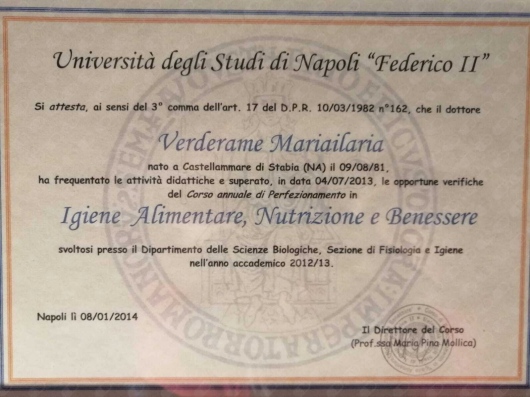 Università degli Studi di Napoli "Federico II"
Si attesta, ai sensi del 3° comma dell'art. 17 del D.P.R. 10/03/1982 n°162, che il dottore
Verderame Mariailaria
nato a Castellammare di Stabia (NA) il 09/08/81,
ha frequentato le attività didattiche e superato, in data 04/07/2013, le opportune verifiche
del Corso annuale di Perfezionamento in
Igiene Alimentare, Nutrizione e Benessere
svoltosi presso il Dipartimento delle Scienze Biologiche, Sezione di Fisiologia e Igiene
nell'anno accademico 2012/13.
Napoli lì 08/01/2014
Il Direttore del Corso
(Prof.ssa Maria Pina Mollica)